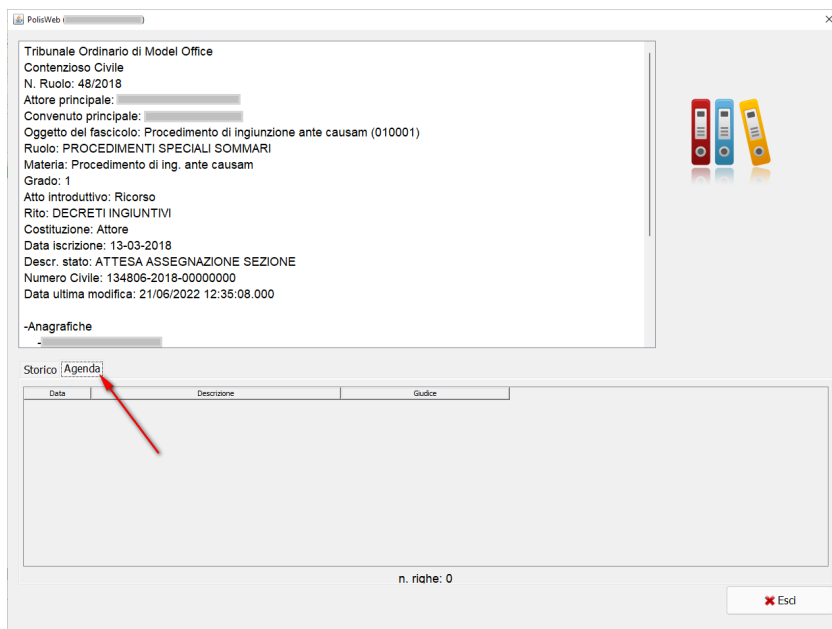 PolisWeb ( )
Tribunale Ordinario di Model Office
Contenzioso Civile
N. Ruolo: 48/2018
Attore principale:
Convenuto principale:
Oggetto del fascicolo: Procedimento di ingiunzione ante causam (010001)
Ruolo: PROCEDIMENTI SPECIALI SOMMARI
Materia: Procedimento di ing. ante causam
Grado: 1
Atto introduttivo: Ricorso
Rito: DECRETI INGIUNTIVI
Costituzione: Attore
Data iscrizione: 13-03-2018
Descr. stato: ATTESA ASSEGNAZIONE SEZIONE
Numero Civile: 134806-2018-00000000
Data ultima modifica: 21/06/2022 12:35:08.000
-Anagrafiche
-
Storico Agenda
Data Descrizione Giudice
n. righe: 0
Esci